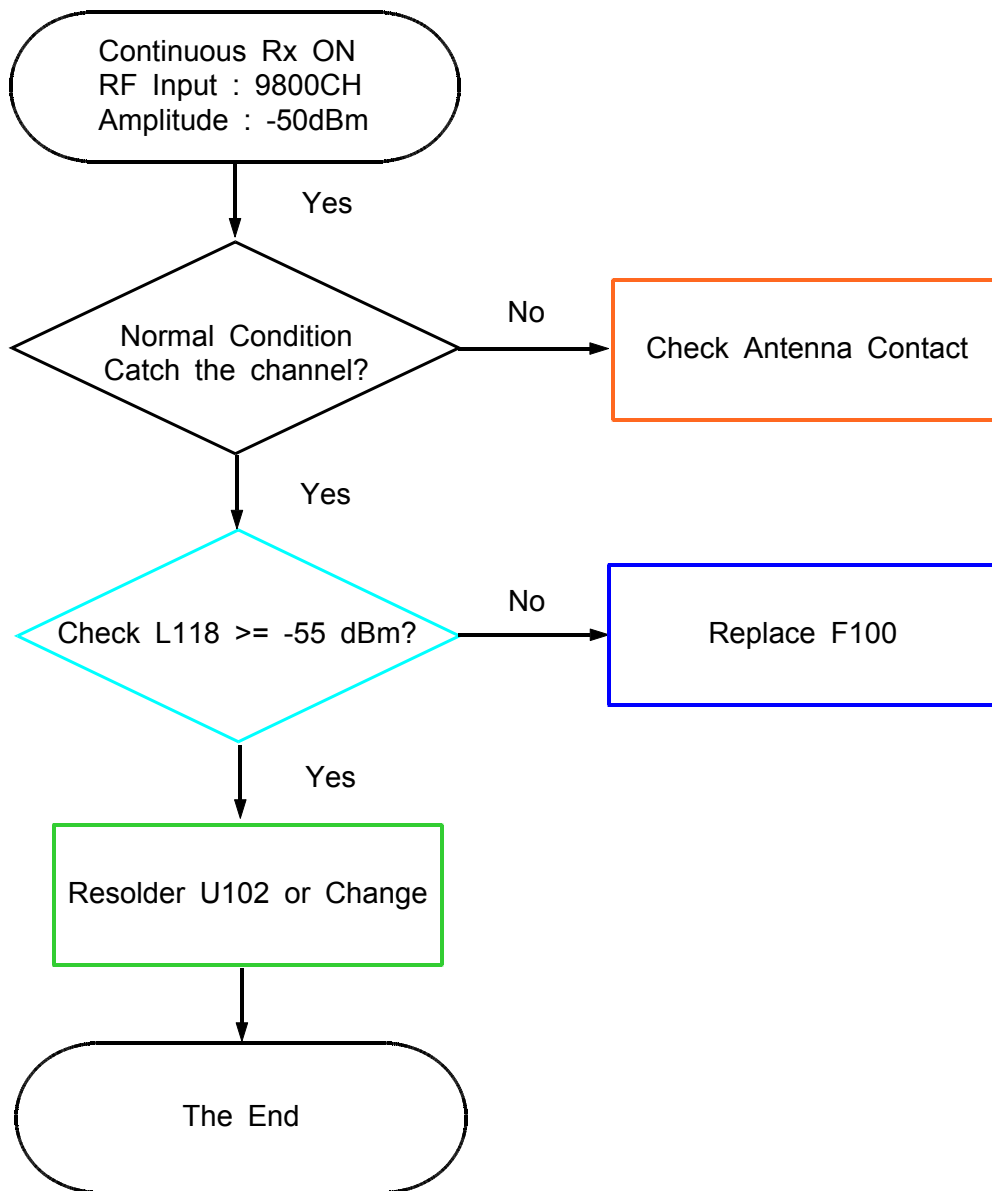 Continuous Rx ON
RF Input : 9800CH
Amplitude : -50dBm
Yes
Normal Condition
Catch the channel?
No
Check Antenna Contact
Yes
Check L118 >= -55 dBm?
No
Replace F100
Yes
Resolder U102 or Change
The End